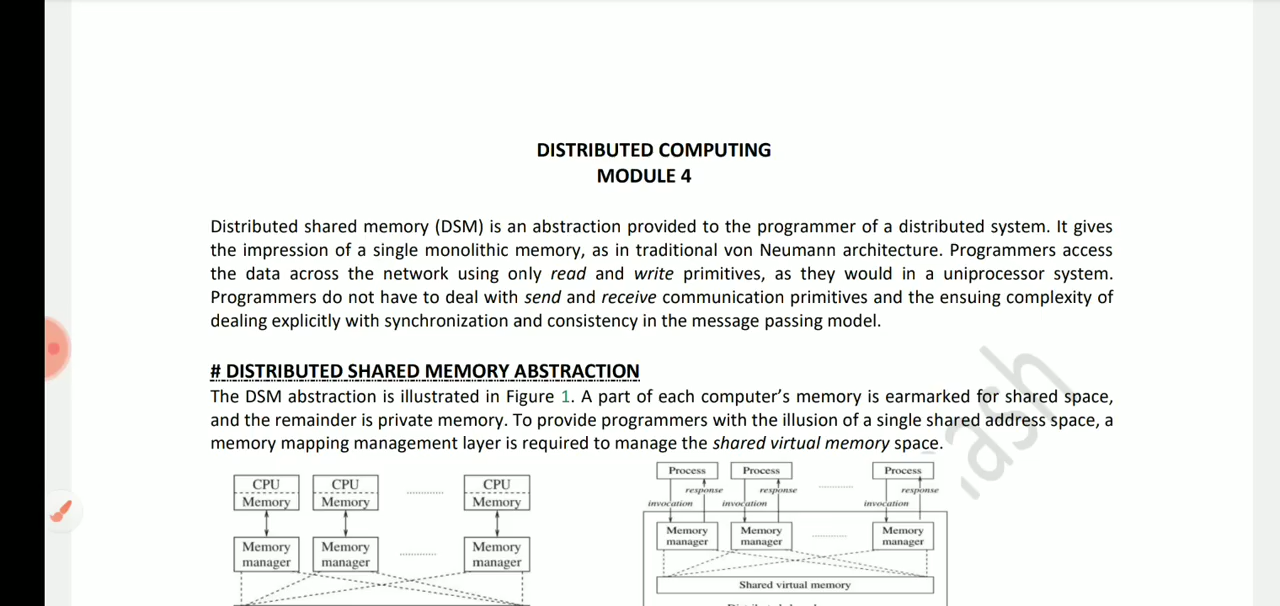 DISTRIBUTED COMPUTING
MODULE 4
Distributed shared memory (DSM) is an abstraction provided to the programmer of a distributed system. It gives
the impression of a single monolithic memory, as in traditional von Neumann architecture. Programmers access
the data across the network using only read and write primitives, as they would in a uniprocessor system.
Programmers do not have to deal with send and receive communication primitives and the ensuing complexity of
dealing explicitly with synchronization and consistency in the message passing model.
# DISTRIBUTED SHARED MEMORY ABSTRACTION
The DSM abstraction is illustrated in Figure 1. A part of each computer’s memory is earmarked for shared space,
and the remainder is private memory. To provide programmers with the illusion of a single shared address space, a
memory mapping management layer is required to manage the shared virtual memory space.
CPU CPU CPU
Memory Memory Memory
Memory Memory Memory
manager manager manager
Process Process Process
response response response
invocation invocation invocation
Memory Memory Memory
manager manager manager
Shared virtual memory